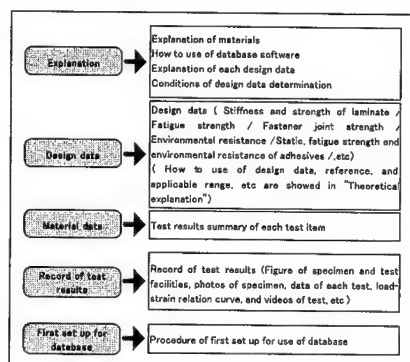 Explanation
Explanation of materials
How to use of database software
Explanation of each design data
Conditions of design data determination
Design data
Design data ( Stiffness and strength of laminate /
Fatigue strength / Fastener joint strength /
Environmental resistance /Static, fatigue strength and
environmental resistance of adhesives /,etc)
( How to use of design data, reference, and
applicable range, etc are showed in "Theoretical
explanation")
Material data
Test results summary of each test item
Record of test
results
Record of test results (Figure of specimen and test
facilities, photos of specimen, data of each test, load-
strain relation curve, and videos of test, etc)
First set up for
database
Procedure of first set up for use of database